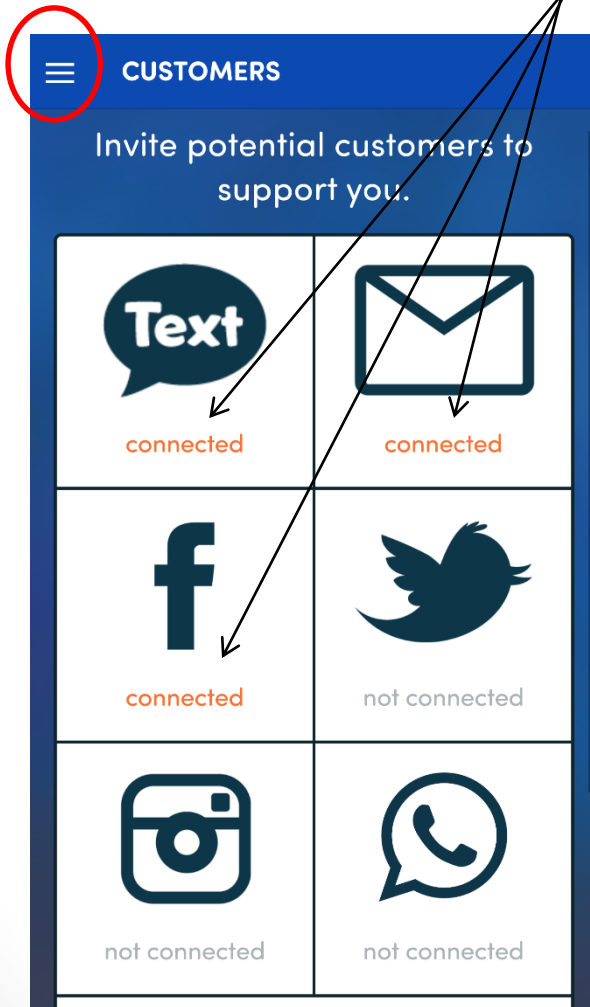 CUSTOMERS
Invite potential customers to
support you.
Text
connected
connected
connected
not connected
not connected
not connected